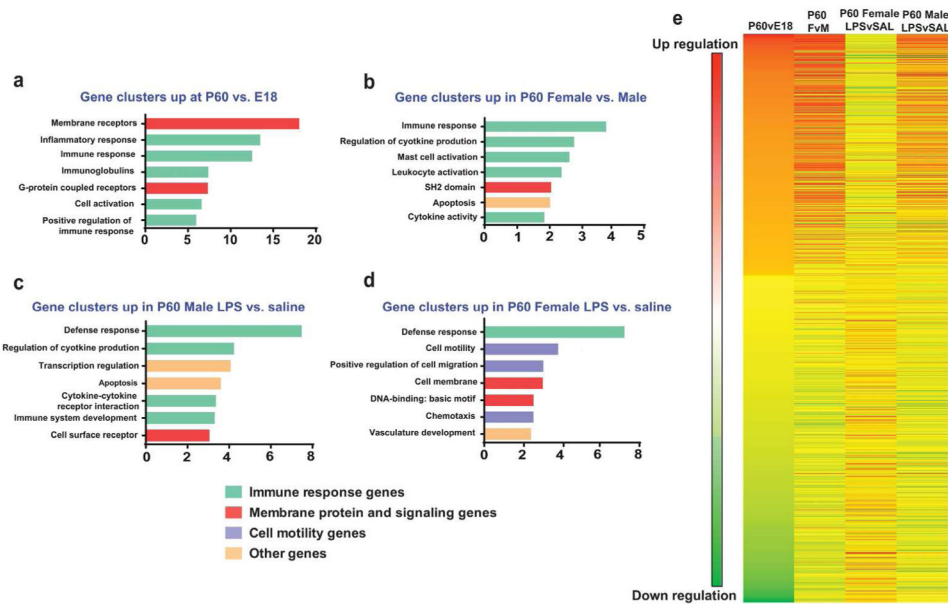 a
Gene clusters up at P60 vs. E18
Membrane receptors
Inflammatory response
Immune response
Immunoglobulins
G-protein coupled receptors
Cell activation
Positive regulation of
immune response
0 5 10 15 20
b
Gene clusters up in P60 Female vs. Male
Immune response
Regulation of cyotkine prodution
Mast cell activation
Leukocyte activation
SH2 domain
Apoptosis
Cytokine activity
0 1 2 3 4 5
c
Gene clusters up in P60 Male LPS vs. saline
Defense response
Regulation of cyotkine prodution
Transcription regulation
Apoptosis
Cytokine-cytokine
receptor interaction
Immune system development
Cell surface receptor
0 2 4 6 8
d
Gene clusters up in P60 Female LPS vs. saline
Defense response
Cell motility
Positive regulation of cell migration
Cell membrane
DNA-binding: basic motif
Chemotaxis
Vasculature development
0 2 4 6 8
Immune response genes
Membrane protein and signaling genes
Cell motility genes
Other genes
e
Up regulation
Down regulation
P60vE18
P60
FvM
P60 Female
LPSvSAL
P60 Male
LPSvSAL